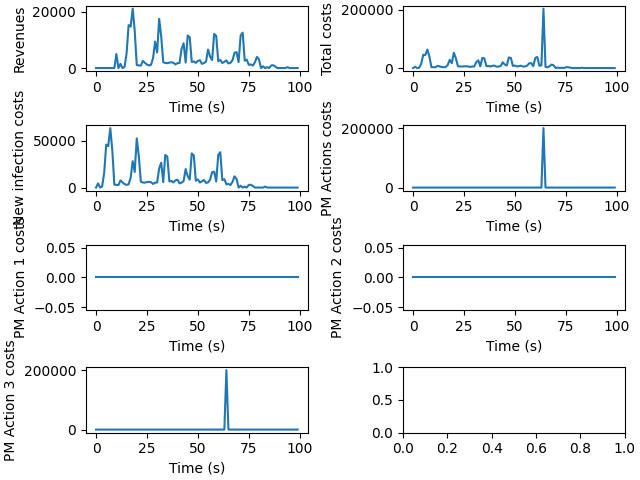 Revenues
20000
0
0 25 50 75 100
Time (s)
Total costs
200000
0
0 25 50 75 100
Time (s)
New infection costs
50000
0
0 25 50 75 100
Time (s)
PM Actions costs
200000
0
0 25 50 75 100
Time (s)
PM Action 1 costs
0.05
0.00
−0.05
0 25 50 75 100
Time (s)
PM Action 2 costs
0.05
0.00
−0.05
0 25 50 75 100
Time (s)
PM Action 3 costs
200000
0
0 25 50 75 100
Time (s)
1.0
0.5
0.0
0.0 0.2 0.4 0.6 0.8 1.0